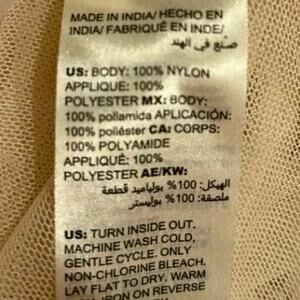 MADE IN INDIA/ HECHO EN
INDIA/ FABRIQUÉ EN INDE/
صنع في الهند
US: BODY: 100% NYLON
APPLIQUE: 100%
POLYESTER MX: BODY:
100% poliamida APLICACIÓN:
100% poliéster CA: CORPS:
100% POLYAMIDE
APPLIQUÉ: 100%
POLYESTER AE/KW:
الهيكل: 100% بولياميد قطعة
ملصقة: 100% بوليستر
US: TURN INSIDE OUT.
MACHINE WASH COLD,
GENTLE CYCLE. ONLY
NON-CHLORINE BLEACH.
LAY FLAT TO DRY. WARM
IRON ON REVERSE